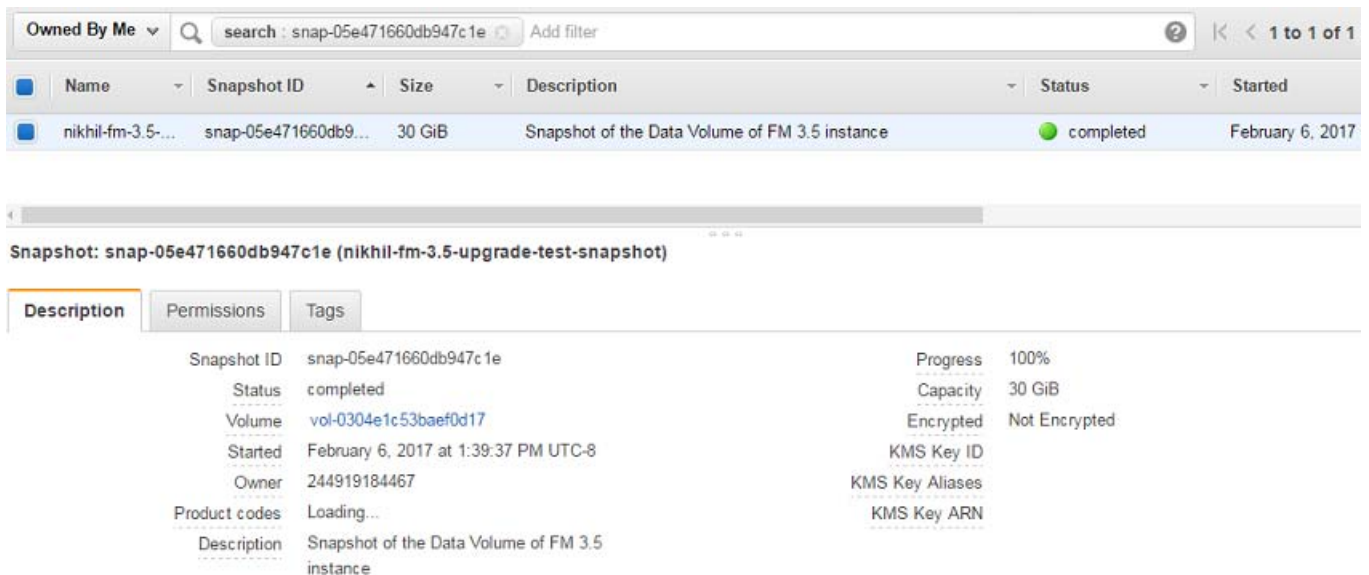 Owned By Me search : snap-05e471660db947c1e Add filter 1 to 1 of 1
Name Snapshot ID Size Description Status Started
nikhil-fm-3.5-... snap-05e471660db9... 30 GiB Snapshot of the Data Volume of FM 3.5 instance completed February 6, 2017
Snapshot: snap-05e471660db947c1e (nikhil-fm-3.5-upgrade-test-snapshot)
Description Permissions Tags
Snapshot ID snap-05e471660db947c1e Progress 100%
Status completed Capacity 30 GiB
Volume vol-0304e1c53baef0d17 Encrypted Not Encrypted
Started February 6, 2017 at 1:39:37 PM UTC-8 KMS Key ID
Owner 244919184467 KMS Key Aliases
Product codes Loading... KMS Key ARN
Description Snapshot of the Data Volume of FM 3.5
instance